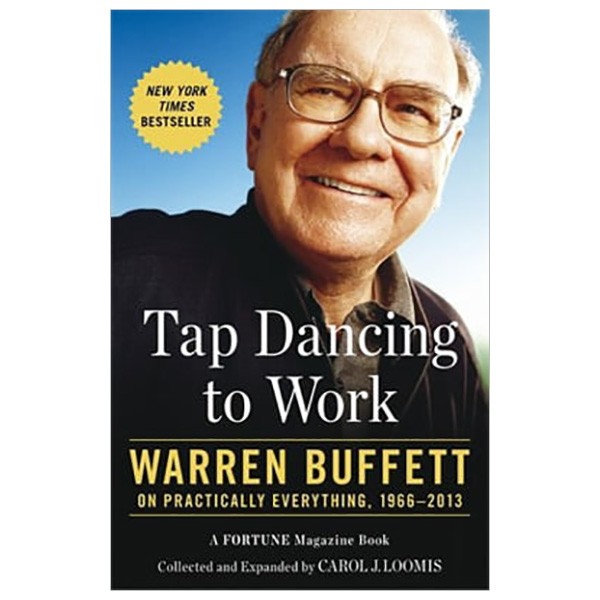 NEW YORK
TIMES
BESTSELLER
Tap Dancing
to Work
WARREN BUFFETT
ON PRACTICALLY EVERYTHING, 1966–2013
A FORTUNE Magazine Book
Collected and Expanded by CAROL J. LOOMIS